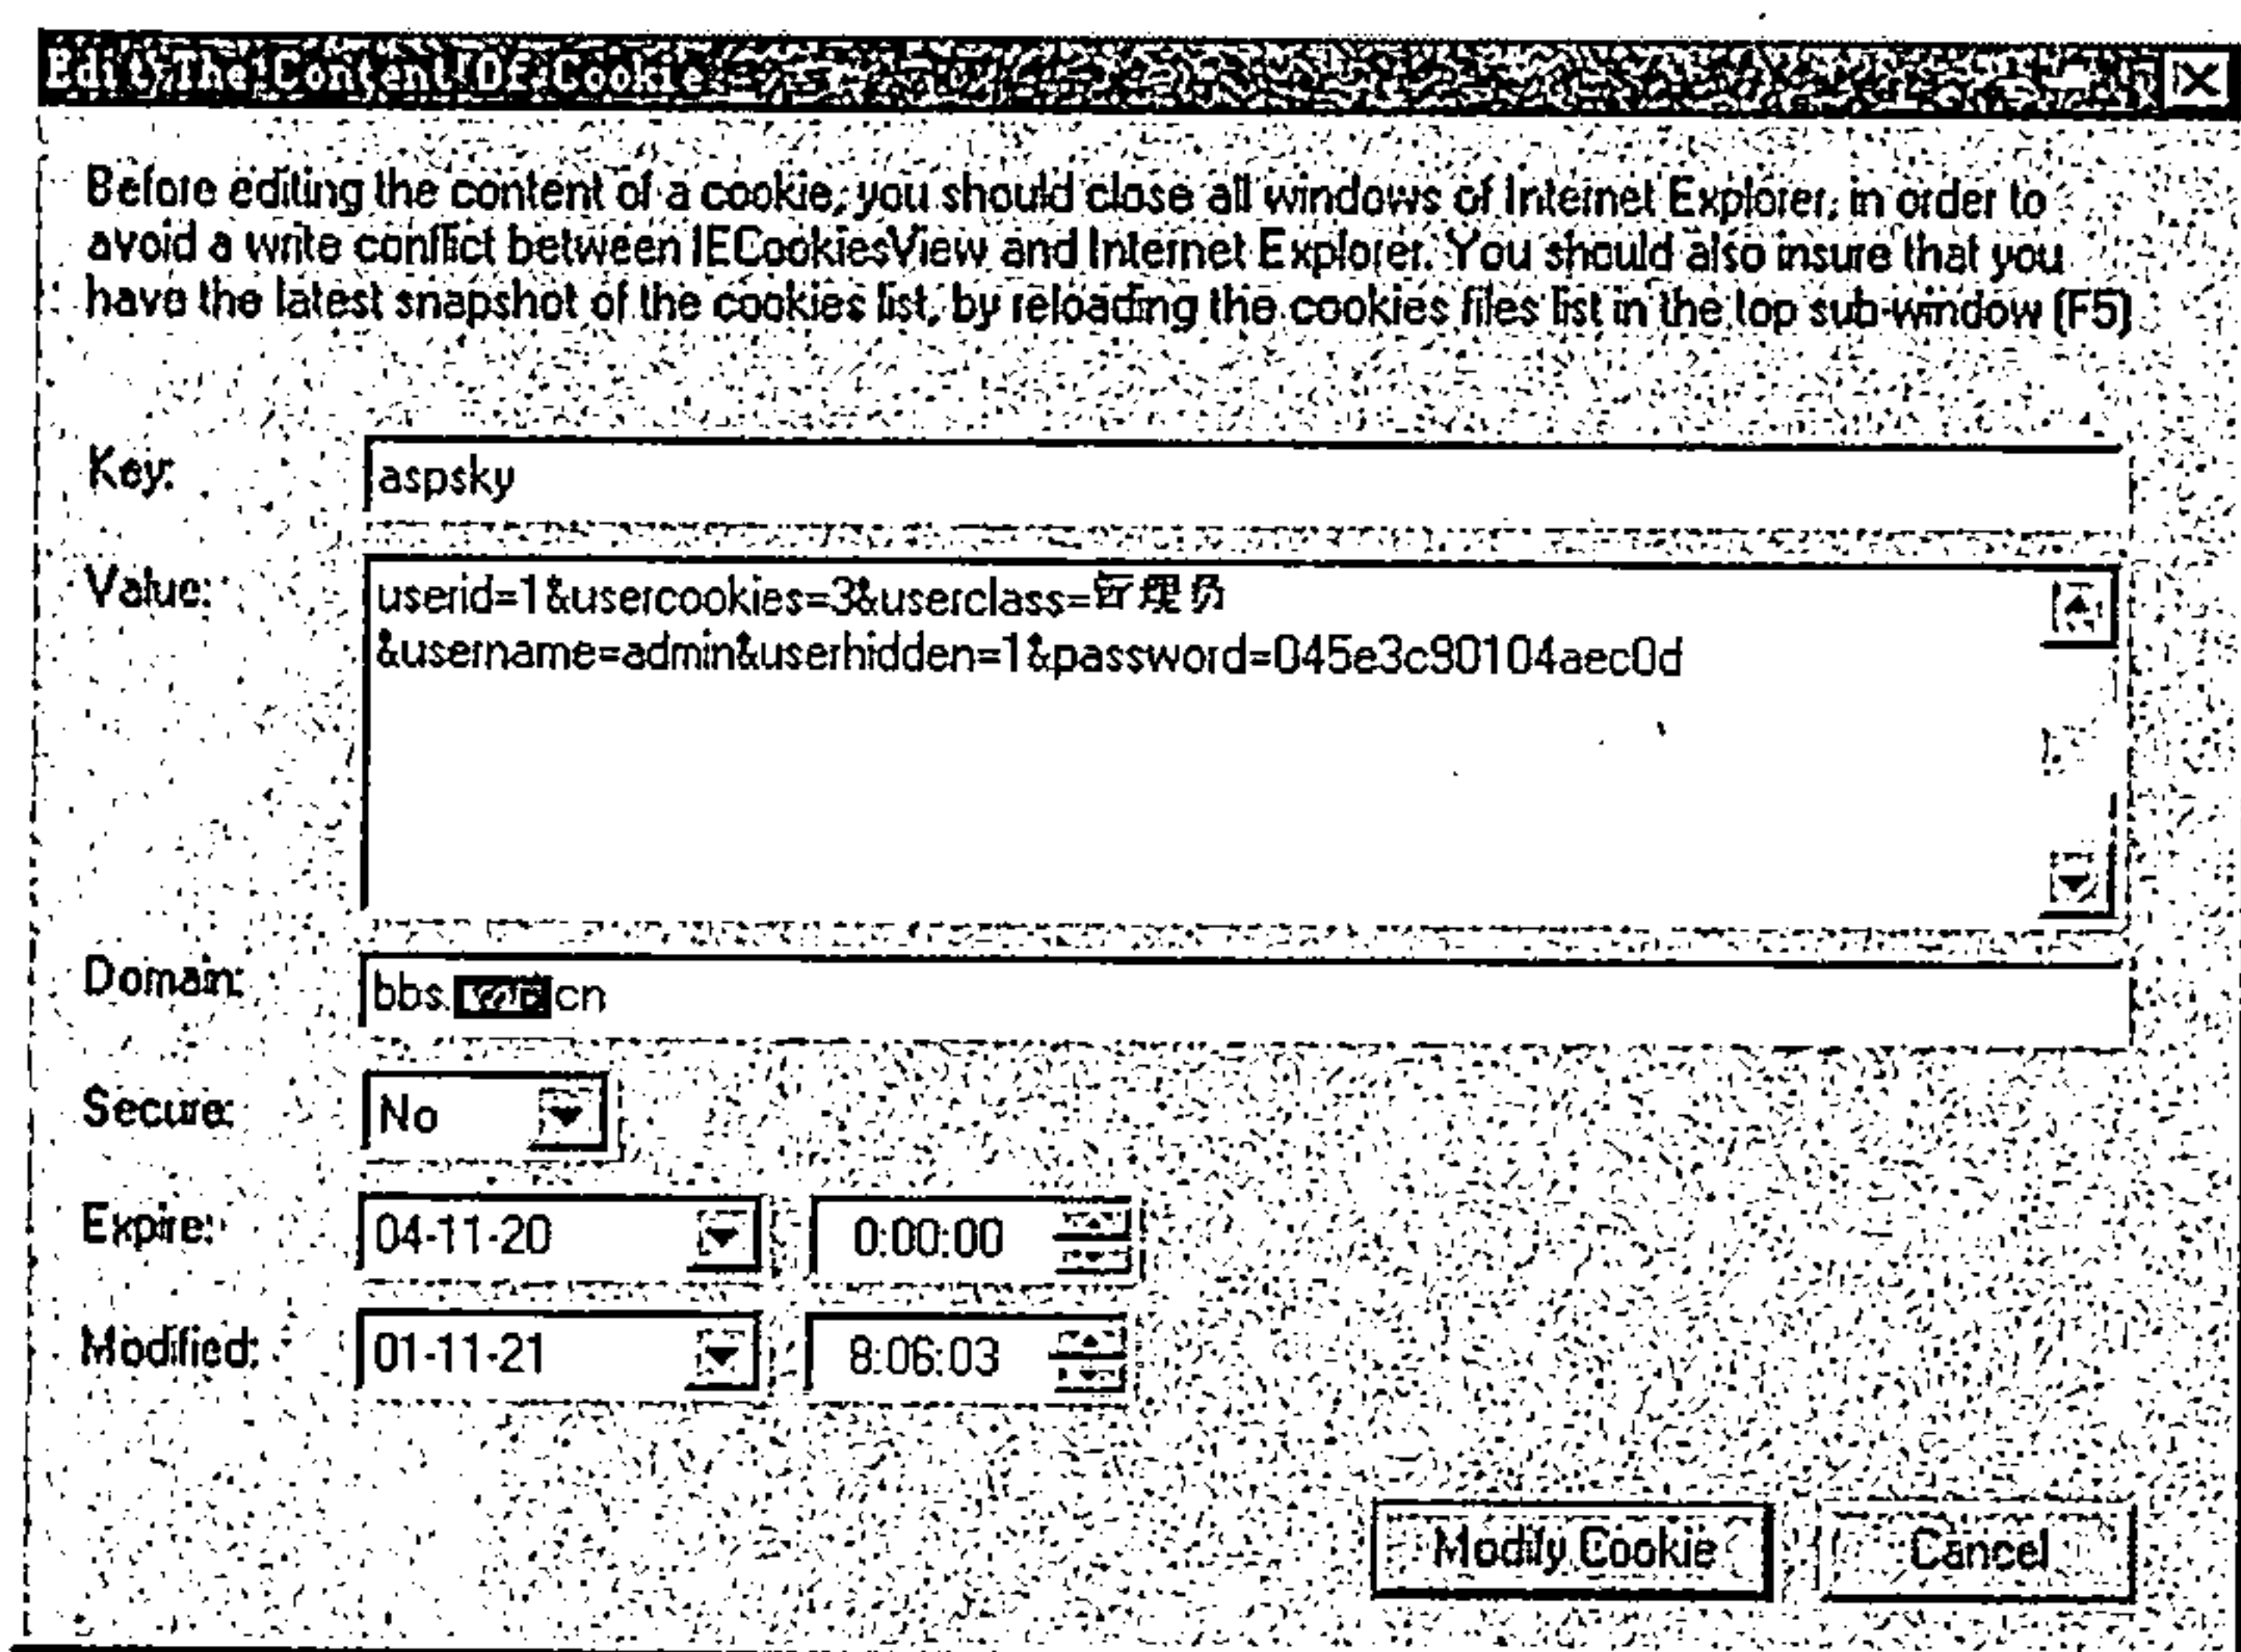 Edit The Content Of Cookie
Before editing the content of a cookie, you should close all windows of Internet Explorer, in order to
avoid a write conflict between IECookiesView and Internet Explorer. You should also insure that you
have the latest snapshot of the cookies list, by reloading the cookies files list in the top sub-window (F5)
Key:
aspsky
Value:
userid=1&usercookies=3&userclass=管理员
&username=admin&userhidden=1&password=045e3c90104aec0d
Domain:
bbs. cn
Secure:
No
Expire:
04-11-20
0:00:00
Modified:
01-11-21
8:06:03
Modify Cookie
Cancel